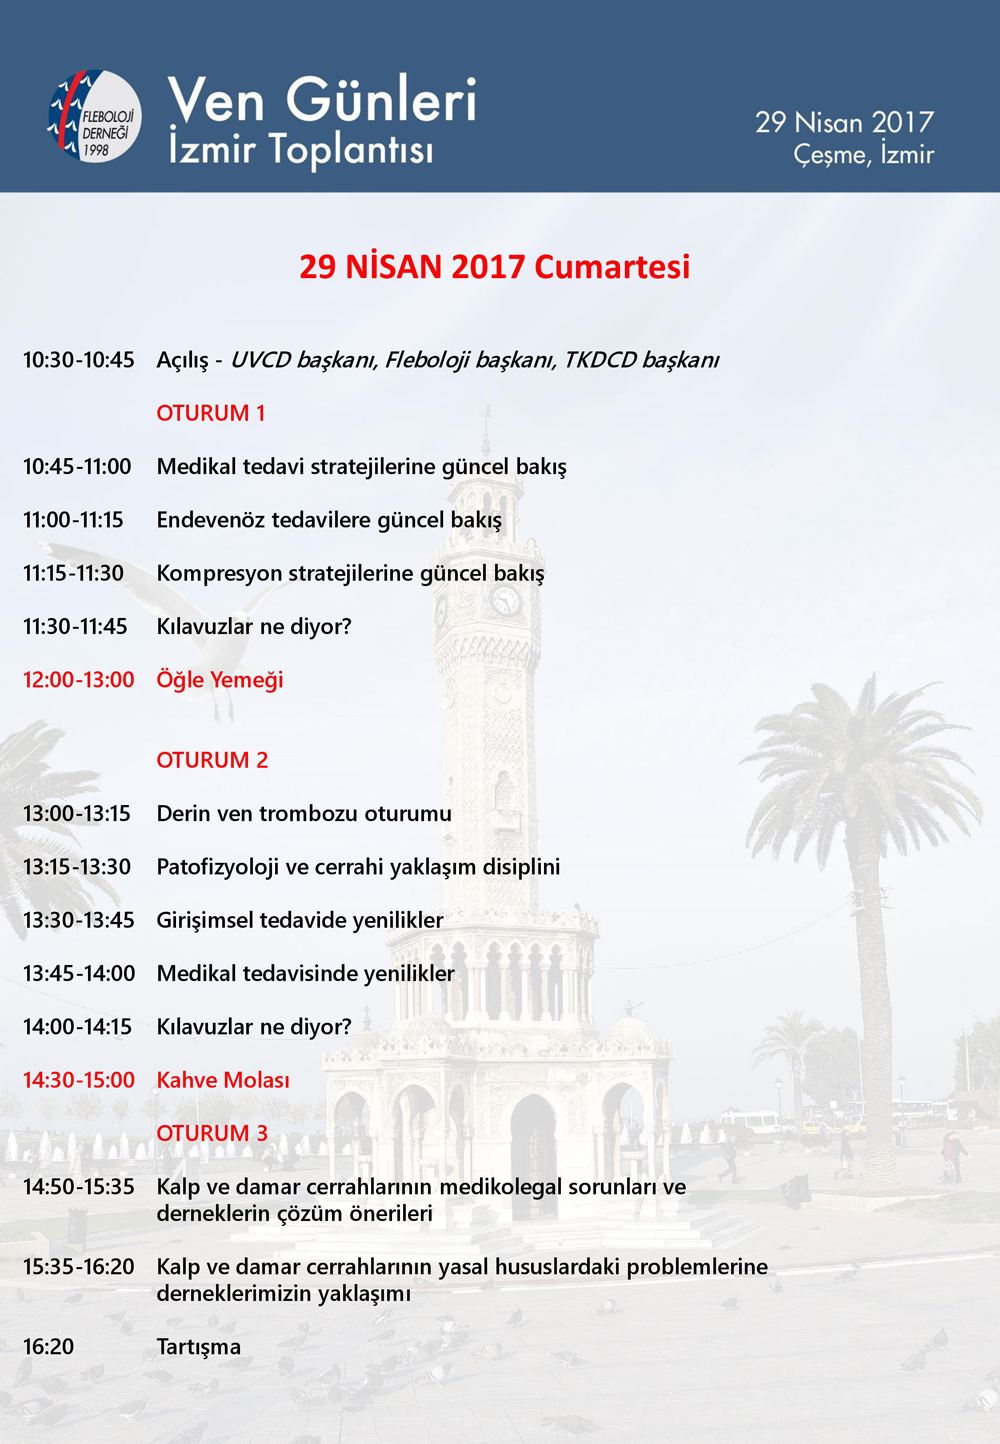 FLEBOLOJİ
DERNEĞİ
1998
Ven Günleri
İzmir Toplantısı
29 Nisan 2017
Çeşme, İzmir
29 NİSAN 2017 Cumartesi
10:30-10:45 Açılış - UVCD başkanı, Fleboloji başkanı, TKDCD başkanı
OTURUM 1
10:45-11:00 Medikal tedavi stratejilerine güncel bakış
11:00-11:15 Endevenöz tedavilere güncel bakış
11:15-11:30 Kompresyon stratejilerine güncel bakış
11:30-11:45 Kılavuzlar ne diyor?
12:00-13:00 Öğle Yemeği
OTURUM 2
13:00-13:15 Derin ven trombozu oturumu
13:15-13:30 Patofizyoloji ve cerrahi yaklaşım disiplini
13:30-13:45 Girişimsel tedavide yenilikler
13:45-14:00 Medikal tedavisinde yenilikler
14:00-14:15 Kılavuzlar ne diyor?
14:30-15:00 Kahve Molası
OTURUM 3
14:50-15:35 Kalp ve damar cerrahlarının medikolegal sorunları ve
derneklerin çözüm önerileri
15:35-16:20 Kalp ve damar cerrahlarının yasal hususlardaki problemlerine
derneklerimizin yaklaşımı
16:20 Tartışma